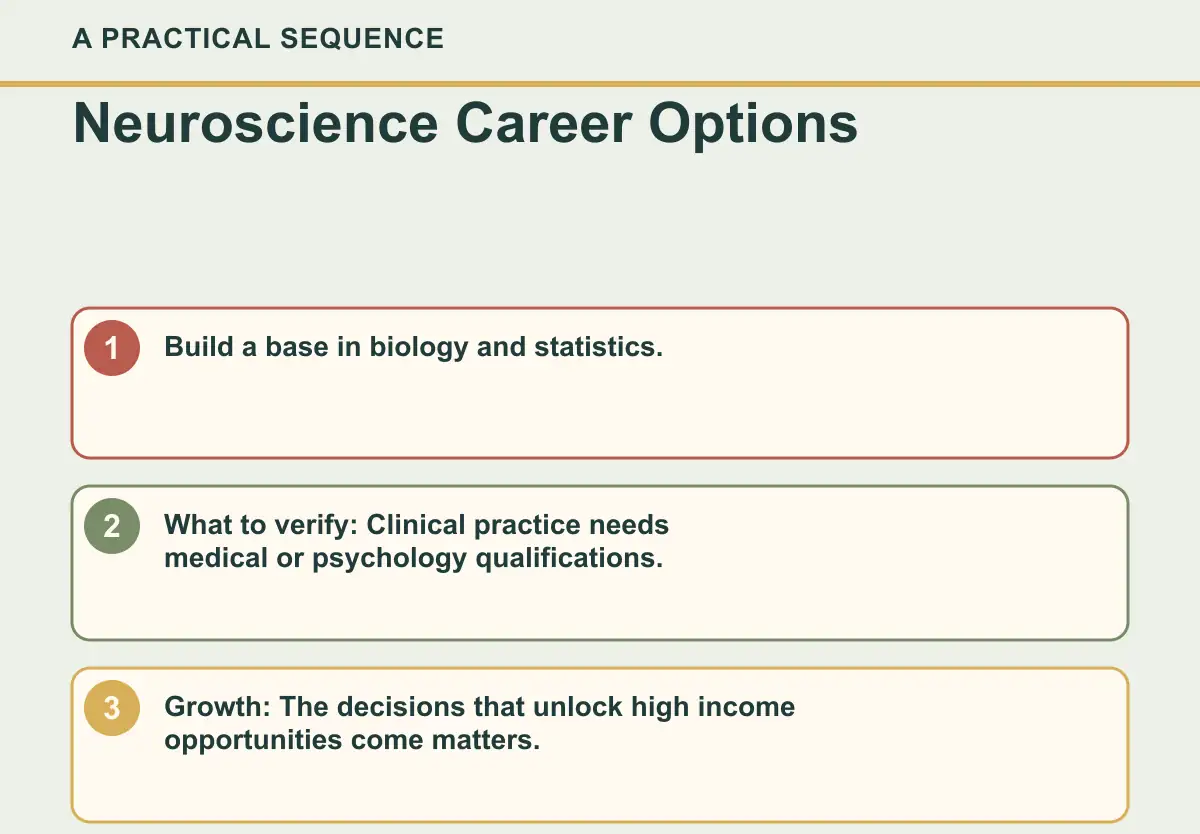 A PRACTICAL SEQUENCE
Neuroscience Career Options
1
Build a base in biology and statistics.
2
What to verify: Clinical practice needs
medical or psychology qualifications.
3
Growth: The decisions that unlock high income
opportunities come matters.